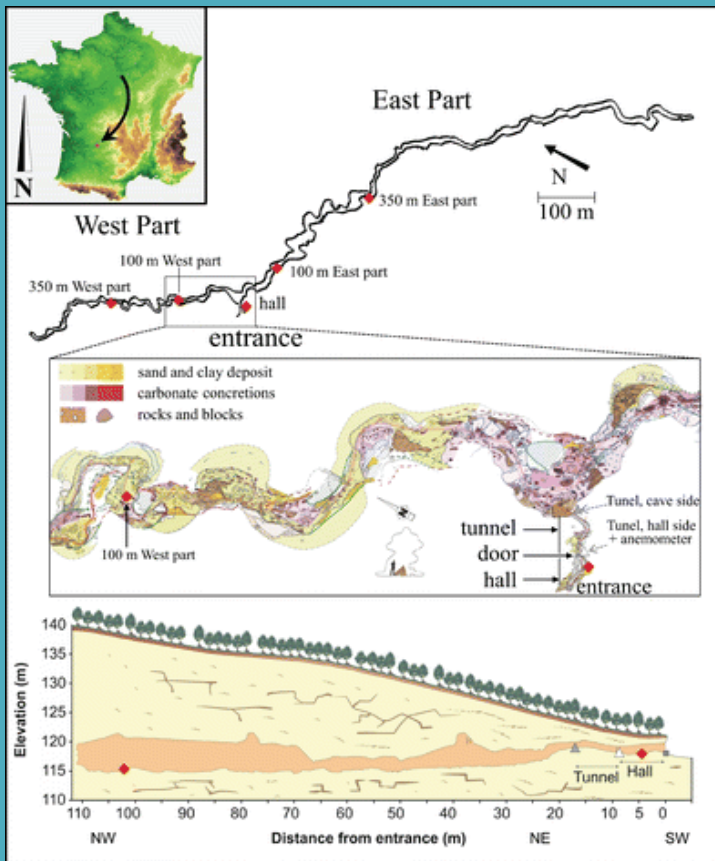 N
East Part
N
100 m
350 m East part
West Part
100 m West part
350 m West part
100 m East part
hall
entrance
sand and clay deposit
carbonate concretions
rocks and blocks
N
100 m West part
Tunel, cave side
tunnel
Tunel, hall side
+ anemometer
door
hall
entrance
Elevation (m)
140
135
130
125
120
115
110
Tunnel
Hall
110 100 90 80 70 60 50 40 30 20 10 5 0
NW
Distance from entrance (m)
NE
SW